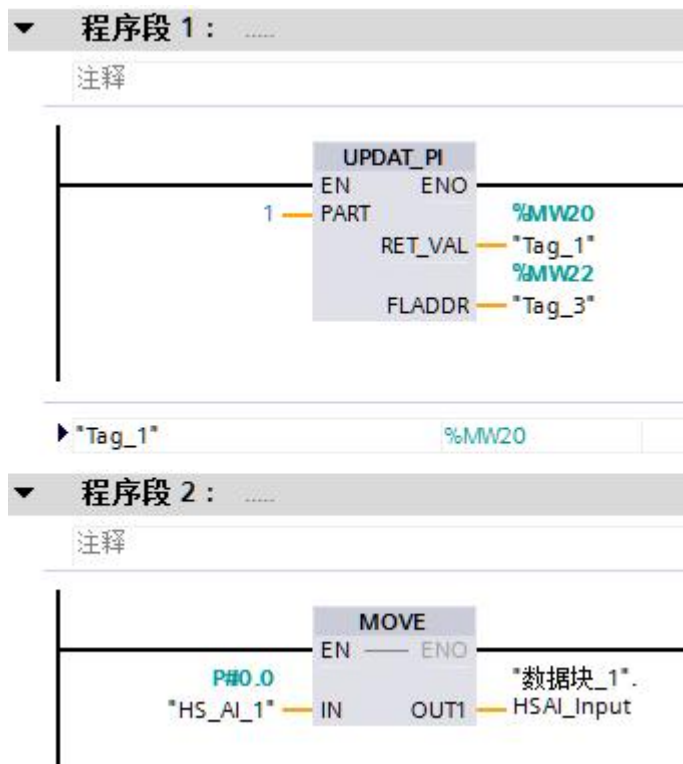 程序段 1： .....
注释
UPDAT_PI
EN ENO
1 PART %MW20
RET_VAL "Tag_1"
%MW22
FLADDR "Tag_3"
"Tag_1" %MW20
程序段 2： .....
注释
MOVE
EN ENO
P#0.0 "数据块_1".
"HS_AI_1" IN OUT1 HSAI_Input